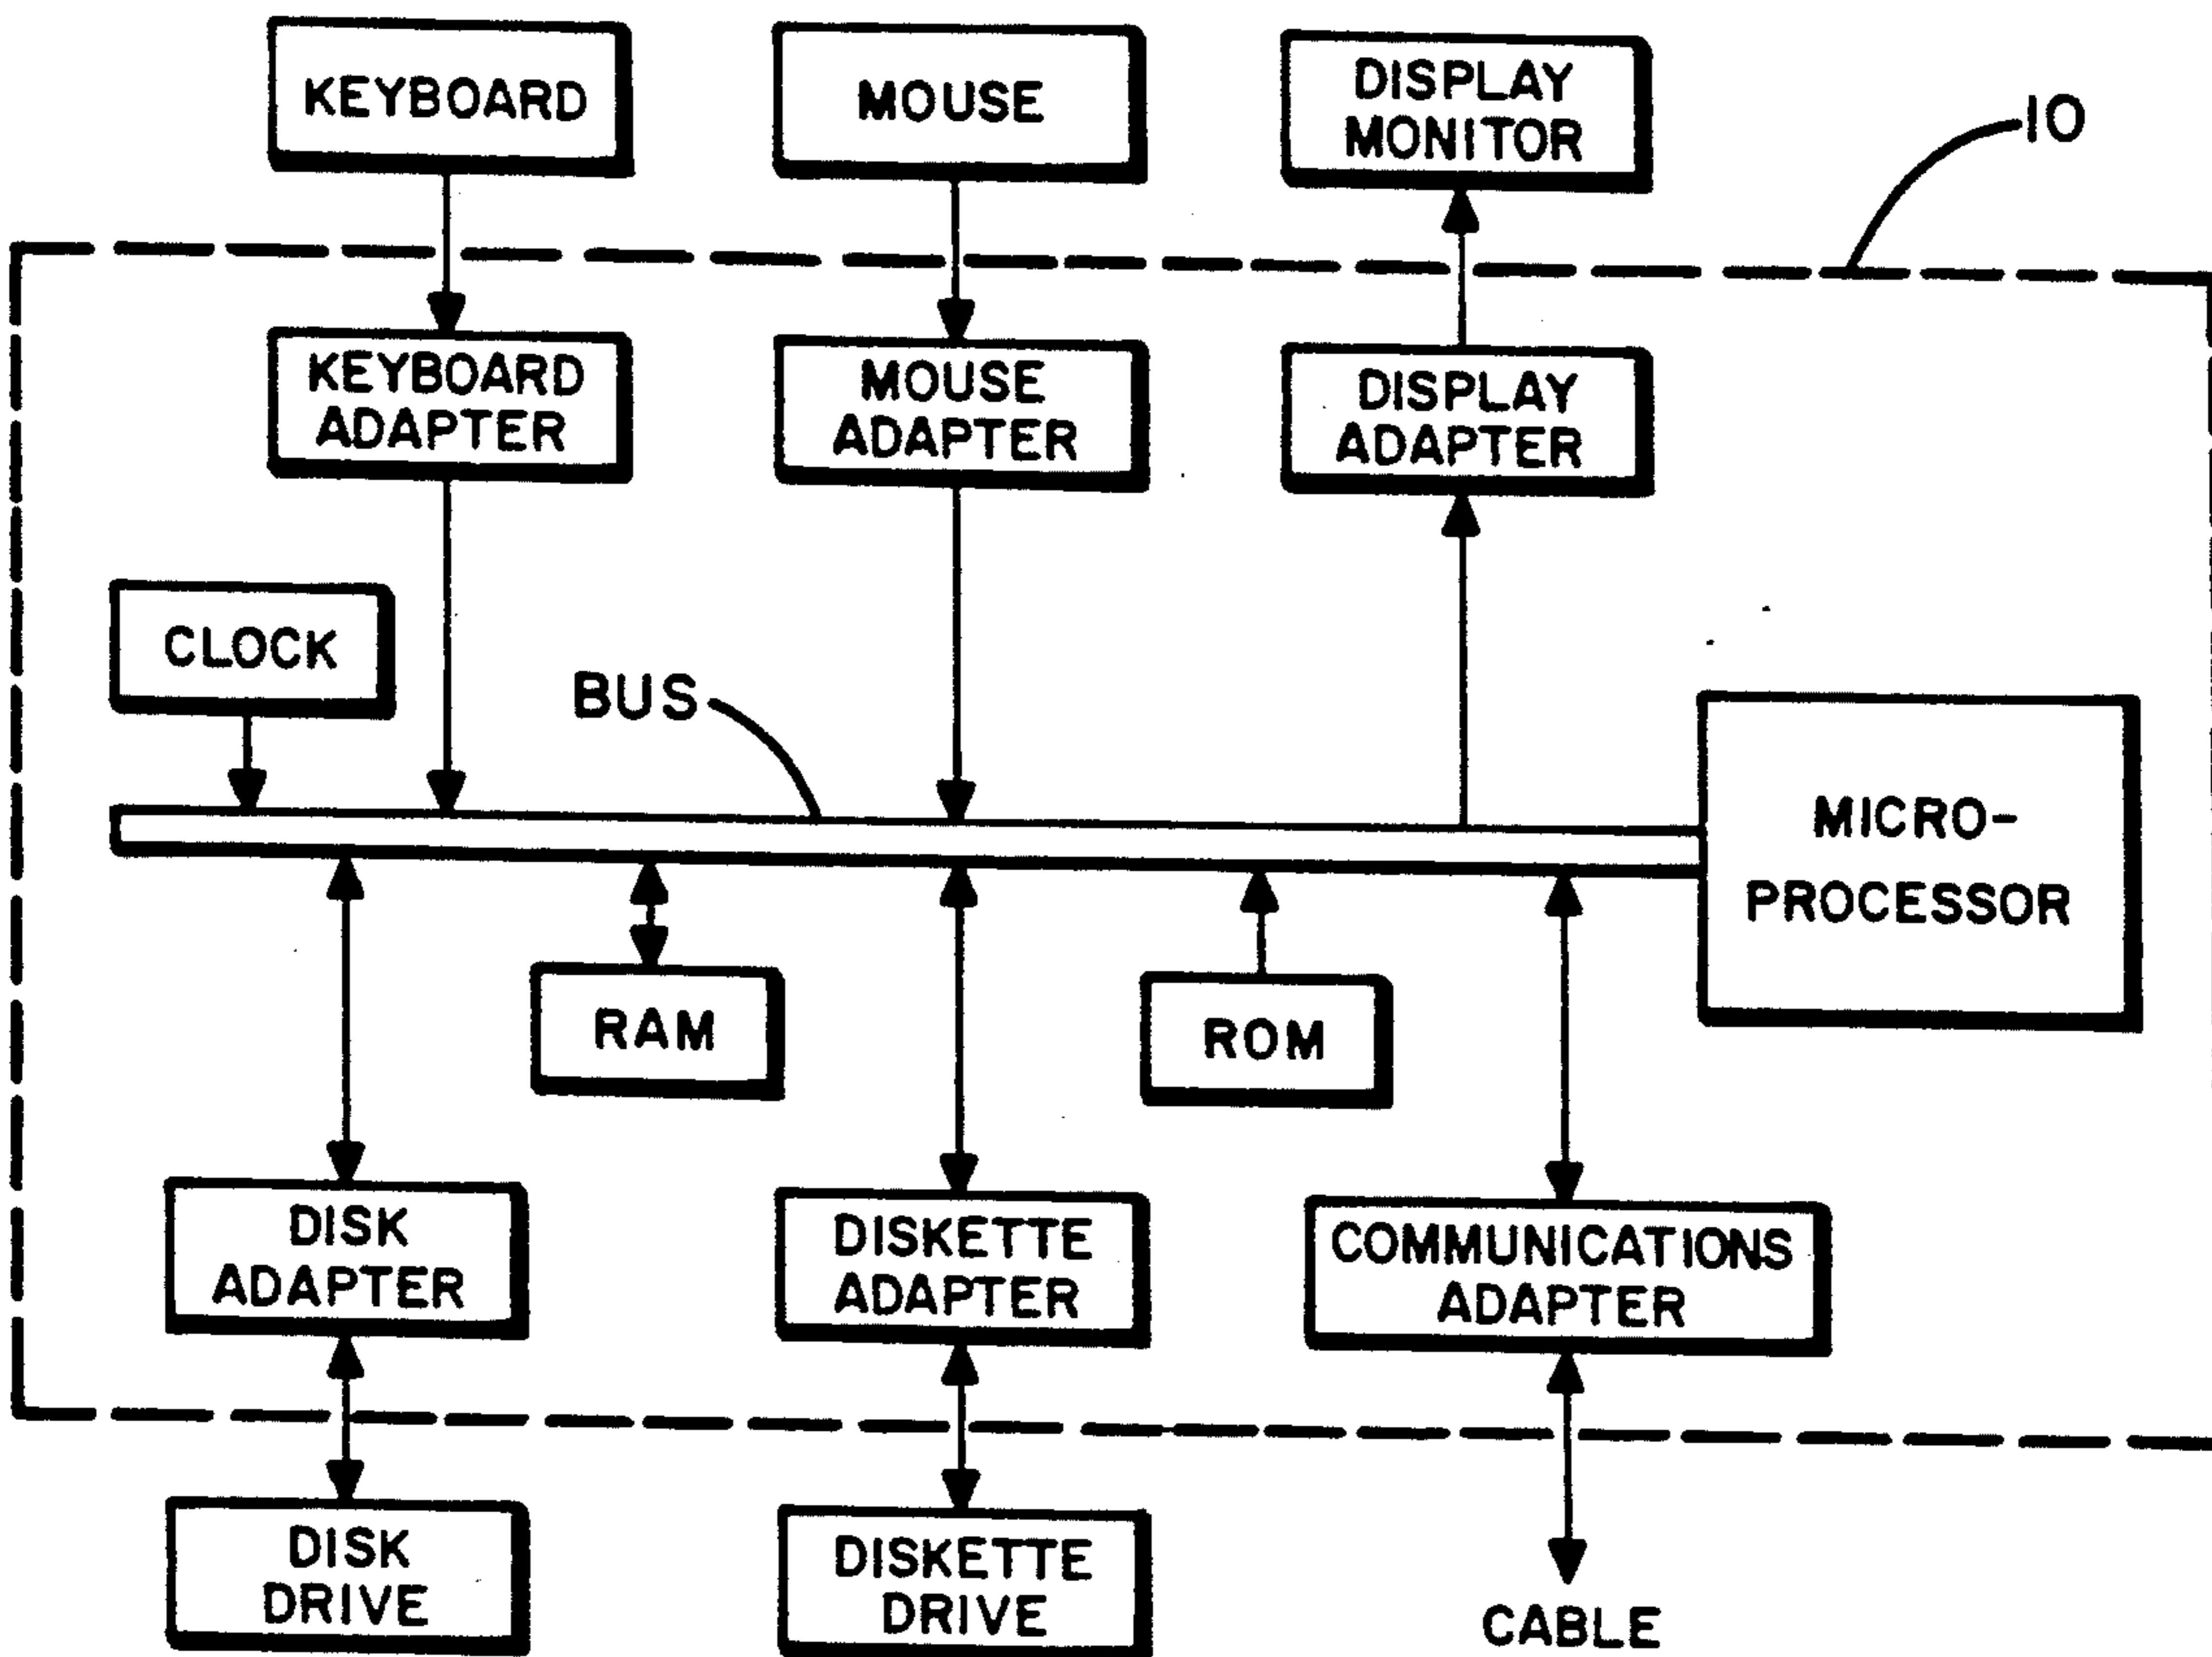 KEYBOARD
MOUSE
DISPLAY
MONITOR
10
KEYBOARD
ADAPTER
MOUSE
ADAPTER
DISPLAY
ADAPTER
CLOCK
BUS
MICRO-
PROCESSOR
RAM
ROM
DISK
ADAPTER
DISKETTE
ADAPTER
COMMUNICATIONS
ADAPTER
DISK
DRIVE
DISKETTE
DRIVE
CABLE